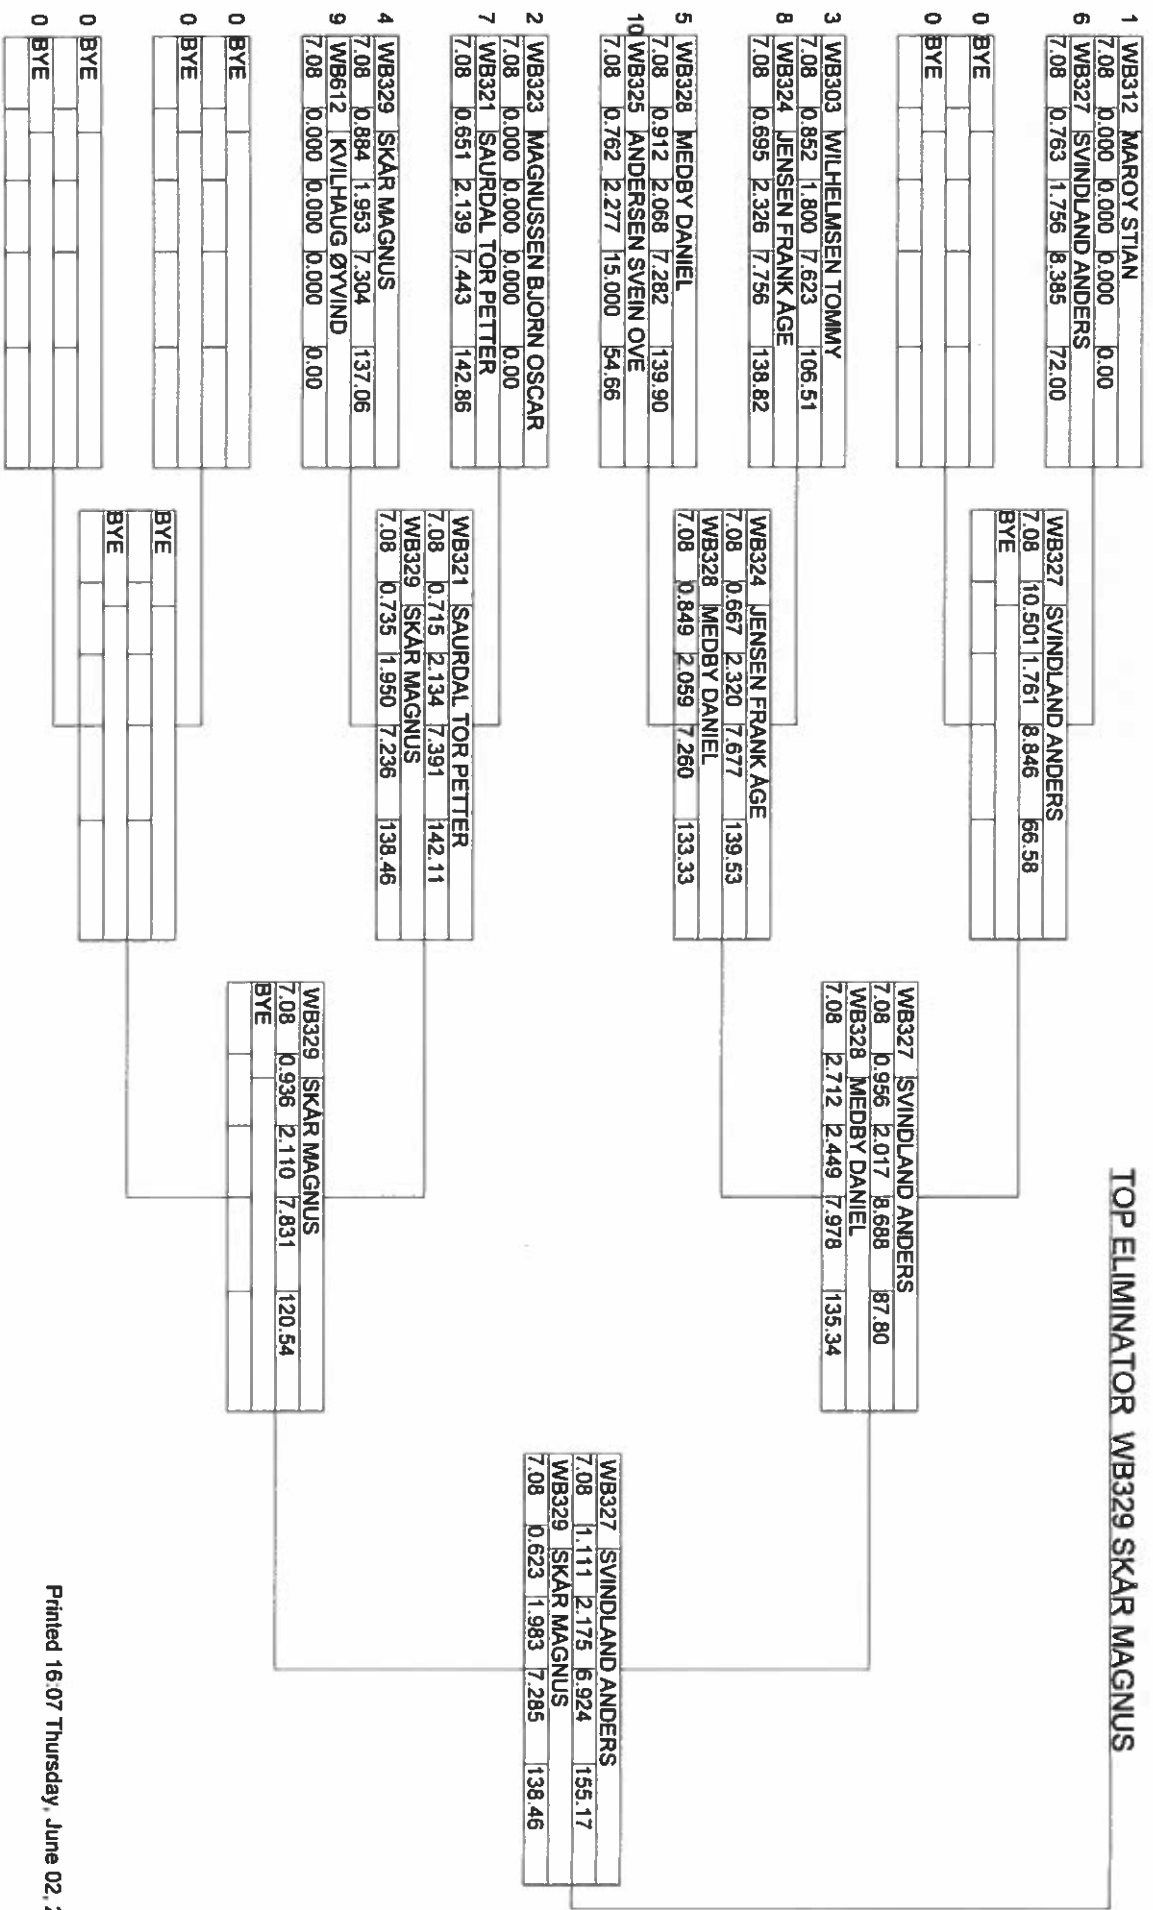 TOP ELIMINATOR WB329 SKÅR MAGNUS
1 WB312 MAROY STIAN
7.08 0.000 0.000 0.000 0.00
6 WB327 SVINDLAND ANDERS
7.08 0.763 1.756 8.385 72.00
0 BYE
0 BYE
3 WB303 WILHELMSEN TOMMY
7.08 0.852 1.800 7.623 106.51
8 WB324 JENSEN FRANK ÅGE
7.08 0.695 2.326 7.756 138.82
5 WB328 MEDBY DANIEL
7.08 0.912 2.068 7.282 139.90
10 WB325 ANDERSEN SVEIN OVE
7.08 0.762 2.277 15.000 54.66
2 WB323 MAGNUSSEN BJORN OSCAR
7.08 0.000 0.000 0.000 0.00
7 WB321 SAURDAL TOR PETTER
7.08 0.651 2.139 7.443 142.86
4 WB329 SKÅR MAGNUS
7.08 0.884 1.953 7.304 137.06
9 WB612 KVILHAUG ØYVIND
7.08 0.000 0.000 0.000 0.00
0 BYE
0 BYE
0 BYE
0 BYE
WB327 SVINDLAND ANDERS
7.08 10.501 1.761 8.846 66.58
BYE
WB324 JENSEN FRANK ÅGE
7.08 0.667 2.320 7.677 139.53
WB328 MEDBY DANIEL
7.08 0.849 2.059 7.260 133.33
WB321 SAURDAL TOR PETTER
7.08 0.715 2.134 7.391 142.11
WB329 SKÅR MAGNUS
7.08 0.735 1.950 7.236 138.46
BYE
BYE
WB327 SVINDLAND ANDERS
7.08 0.956 2.017 8.688 87.80
WB328 MEDBY DANIEL
7.08 2.712 2.449 7.978 135.34
WB329 SKÅR MAGNUS
7.08 0.936 2.110 7.831 120.54
BYE
WB327 SVINDLAND ANDERS
7.08 1.111 2.175 6.924 155.17
WB329 SKÅR MAGNUS
7.08 0.623 1.983 7.285 138.46
Printed 16:07 Thursday, June 02,